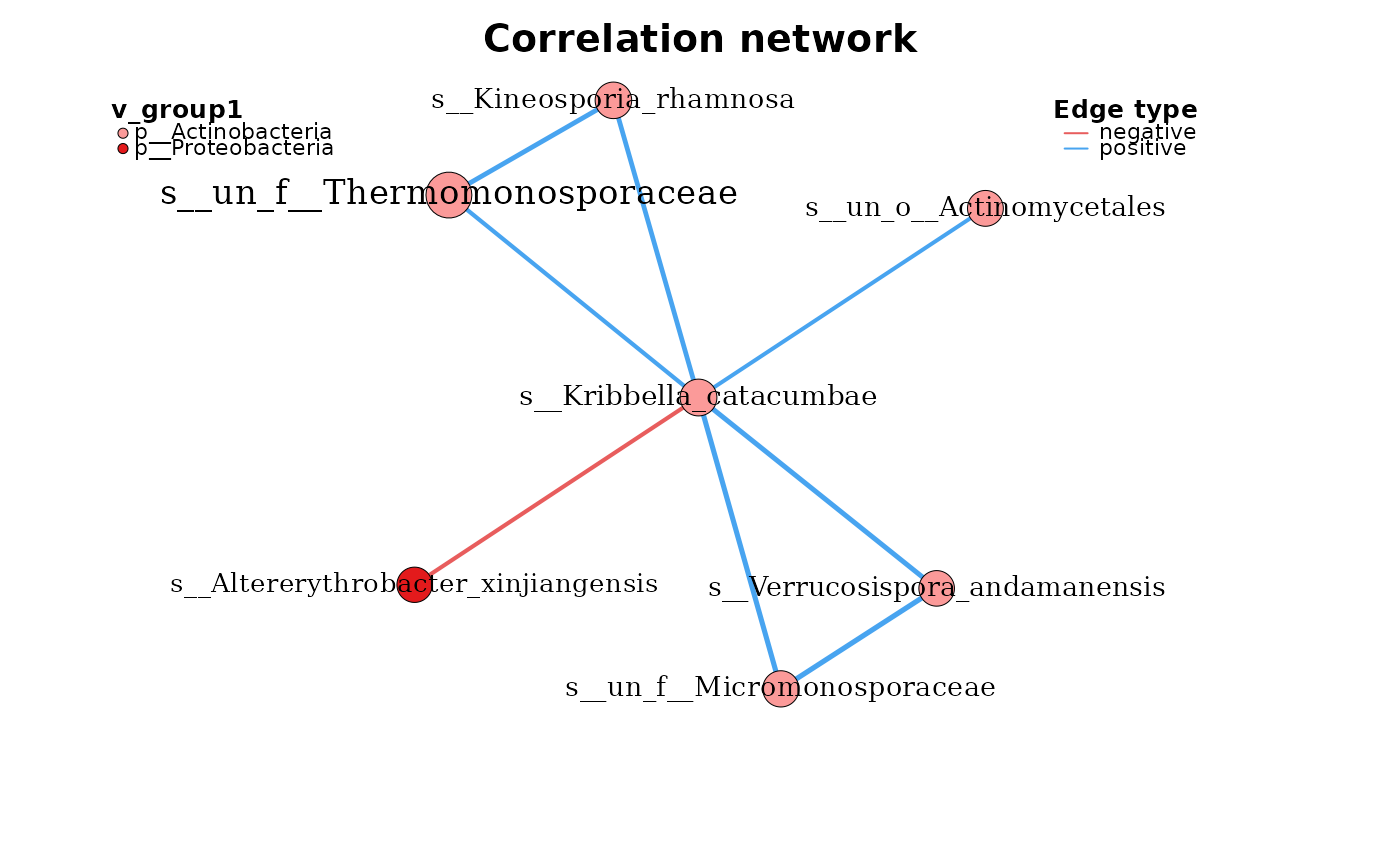 Correlation network
v_group1
p__Actinobacteria
p__Proteobacteria
Edge type
negative
positive
s__Kineosporia_rhamnosa
s__un_f__Thermomonosporaceae
s__un_o__Actinomycetales
s__Kribbella_catacumbae
s__Altererythrobacter_xinjiangensis
s__Verrucosispora_andamanensis
s__un_f__Micromonosporaceae